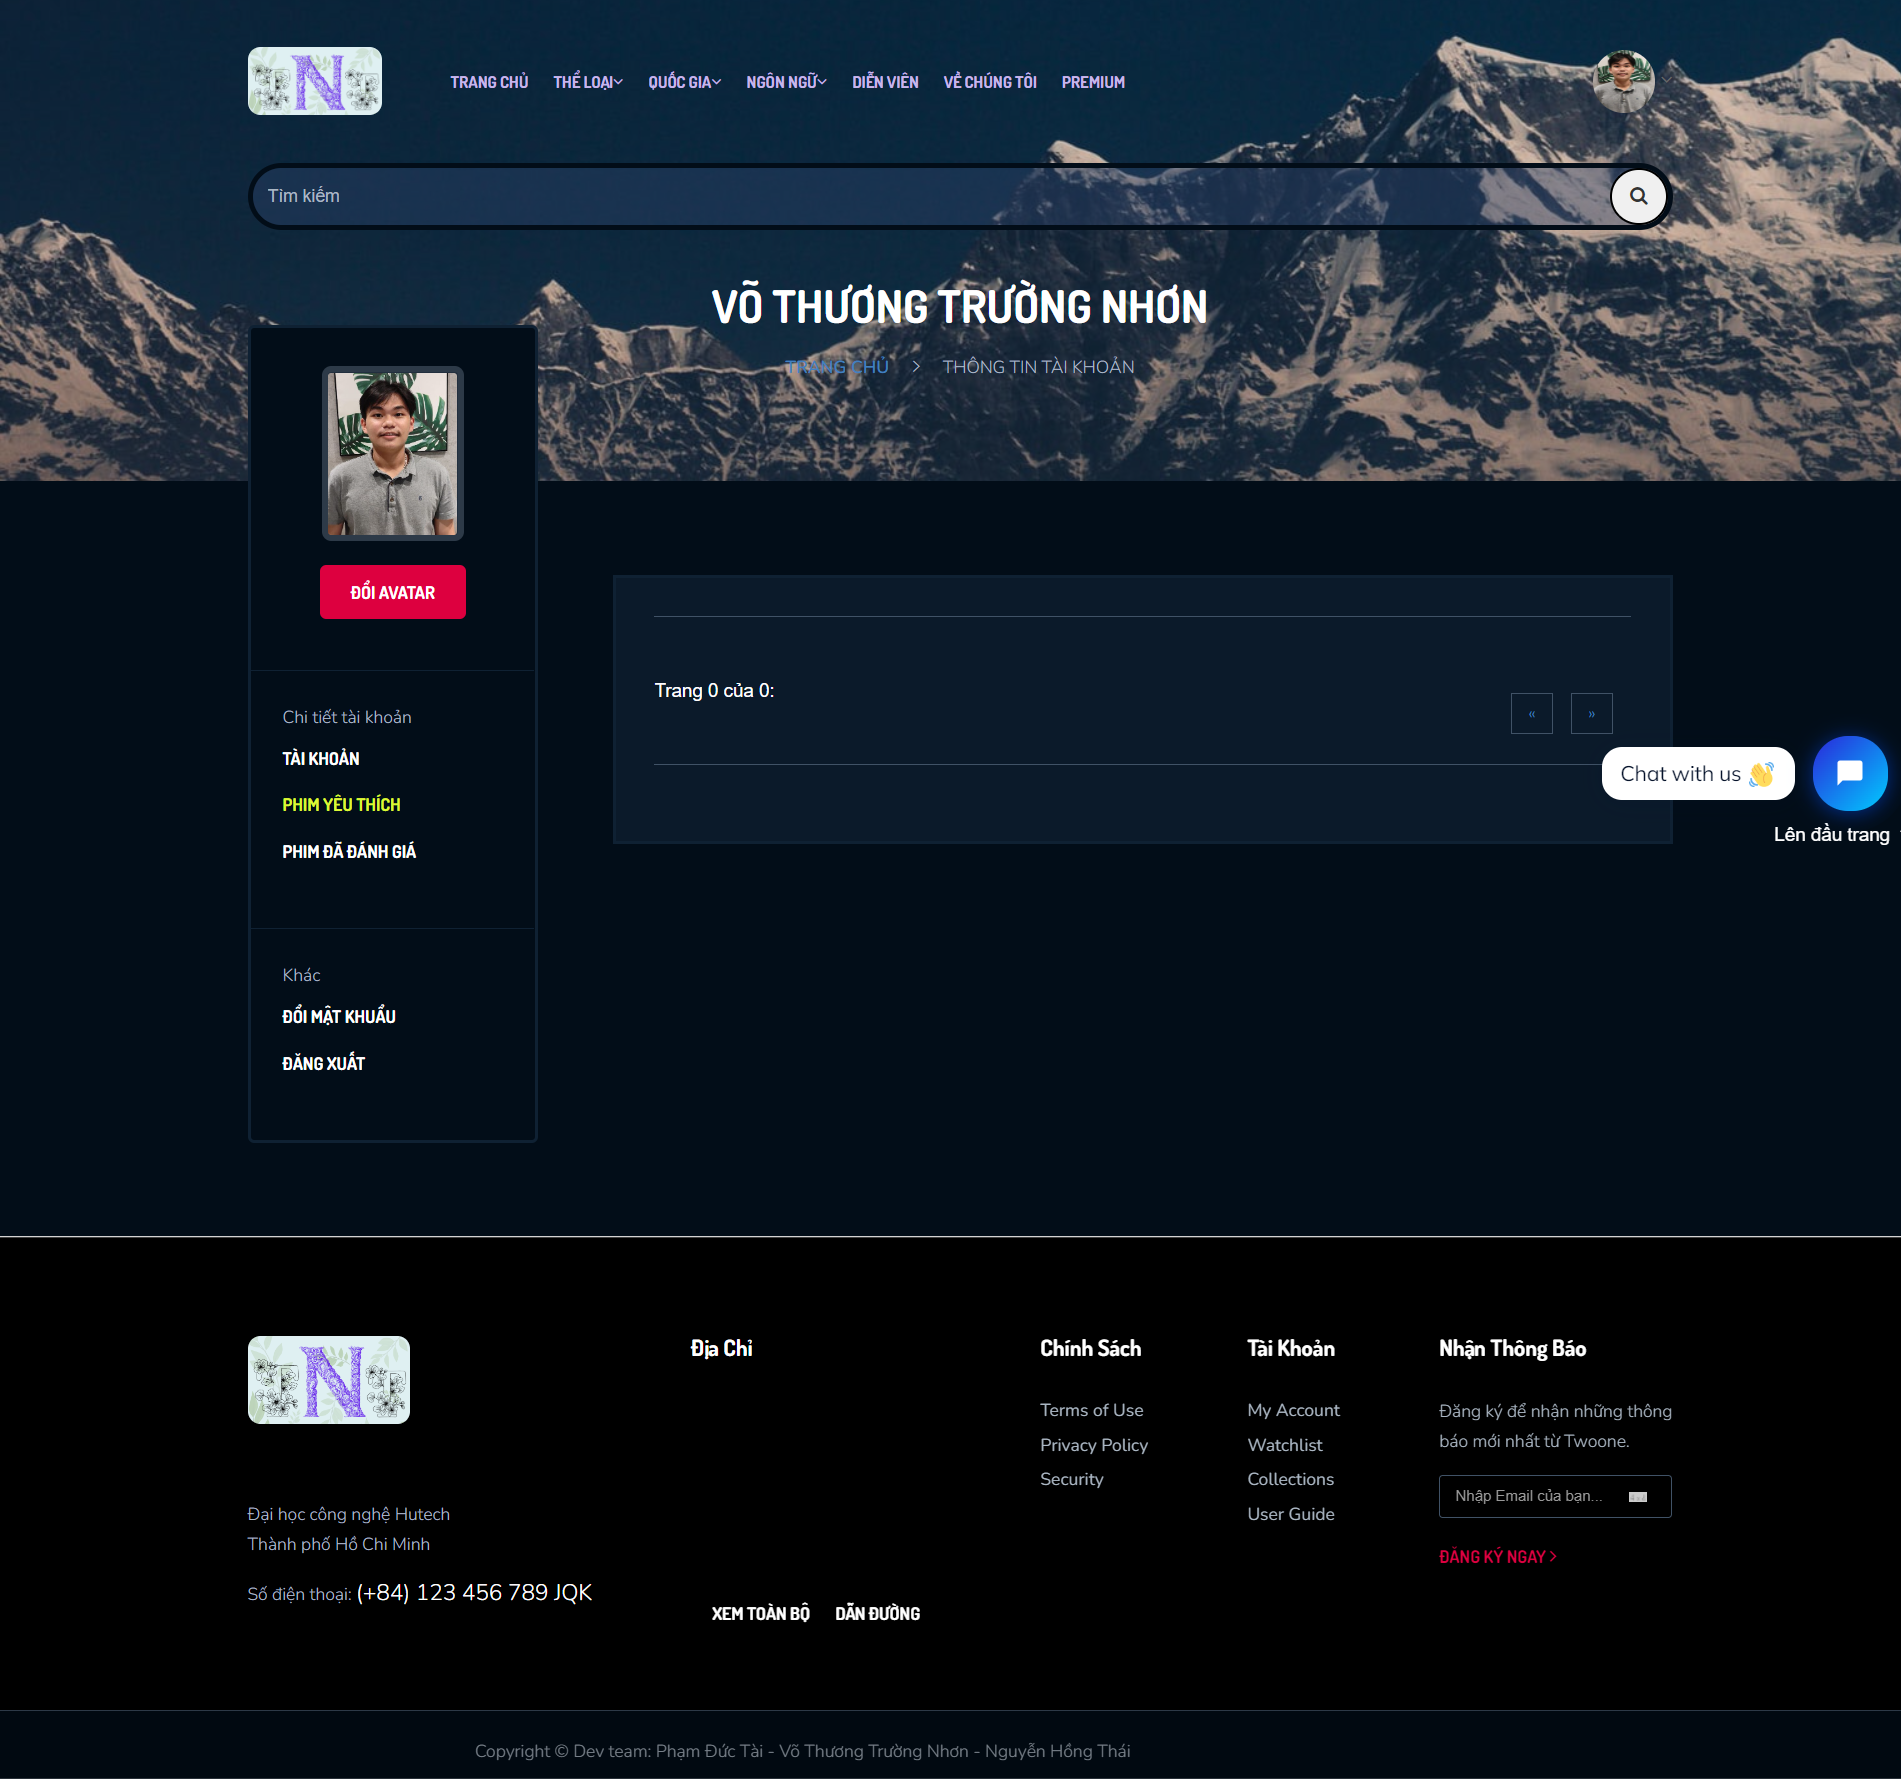 TNT
TRANG CHỦ THỂ LOẠI QUỐC GIA NGÔN NGỮ DIỄN VIÊN VỀ CHÚNG TÔI PREMIUM
Tìm kiếm
VÕ THƯƠNG TRƯỜNG NHƠN
TRANG CHỦ > THÔNG TIN TÀI KHOẢN
ĐỔI AVATAR
Chi tiết tài khoản
TÀI KHOẢN
PHIM YÊU THÍCH
PHIM ĐÃ ĐÁNH GIÁ
Khác
ĐỔI MẬT KHUẨU
ĐĂNG XUẤT
Trang 0 của 0:
« »
Chat with us 👋
Lên đầu trang
TNT
Đại học công nghệ Hutech
Thành phố Hồ Chi Minh
Số điện thoại: (+84) 123 456 789 JQK
Địa Chỉ
XEM TOÀN BỘ DẪN ĐƯỜNG
Chính Sách
Terms of Use
Privacy Policy
Security
Tài Khoản
My Account
Watchlist
Collections
User Guide
Nhận Thông Báo
Đăng ký để nhận những thông
báo mới nhất từ Twoone.
Nhập Email của bạn...
ĐĂNG KÝ NGAY >
Copyright © Dev team: Phạm Đức Tài - Võ Thương Trường Nhơn - Nguyễn Hồng Thái